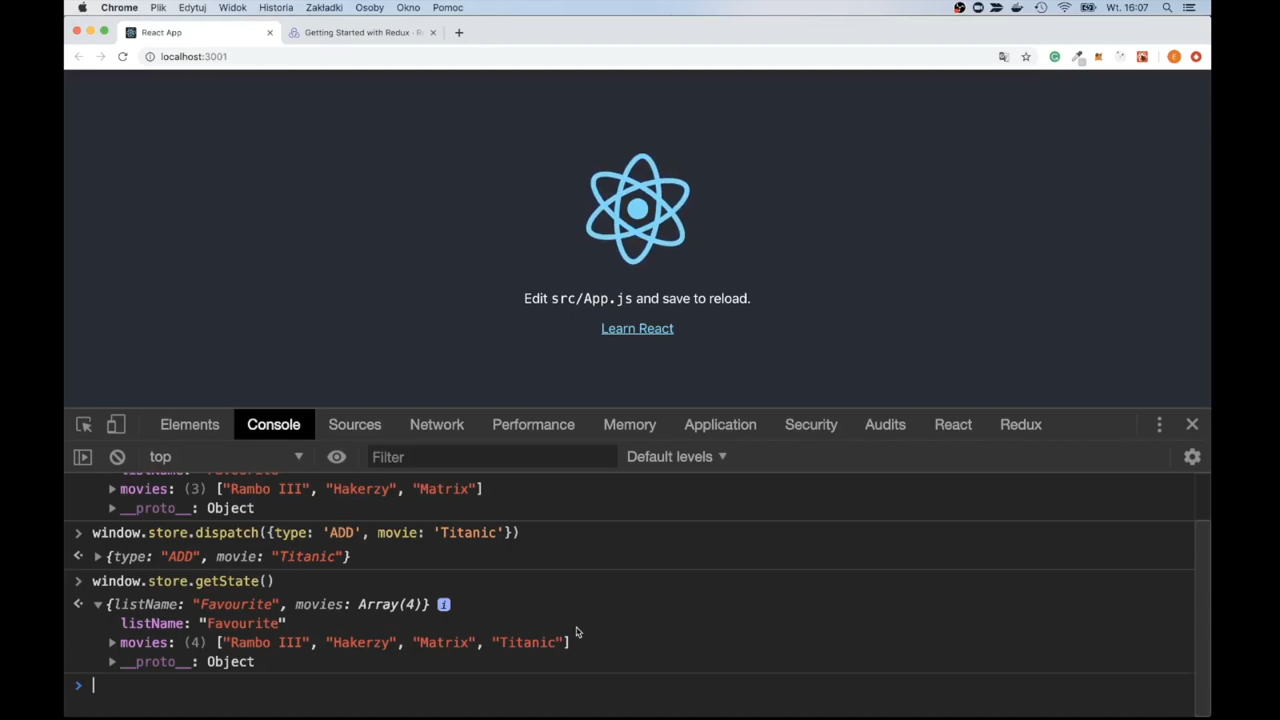 Chrome Plik Edytuj Widok Historia Zakładki Osoby Okno Pomoc Wt. 16:07
React App Getting Started with Redux · Re
localhost:3001
Edit src/App.js and save to reload.
Learn React
Elements Console Sources Network Performance Memory Application Security Audits React Redux
top Filter Default levels
movies: (3) ["Rambo III", "Hakerzy", "Matrix"]
__proto__: Object
window.store.dispatch({type: 'ADD', movie: 'Titanic'})
{type: "ADD", movie: "Titanic"}
window.store.getState()
{listName: "Favourite", movies: Array(4)} i
listName: "Favourite"
movies: (4) ["Rambo III", "Hakerzy", "Matrix", "Titanic"]
__proto__: Object